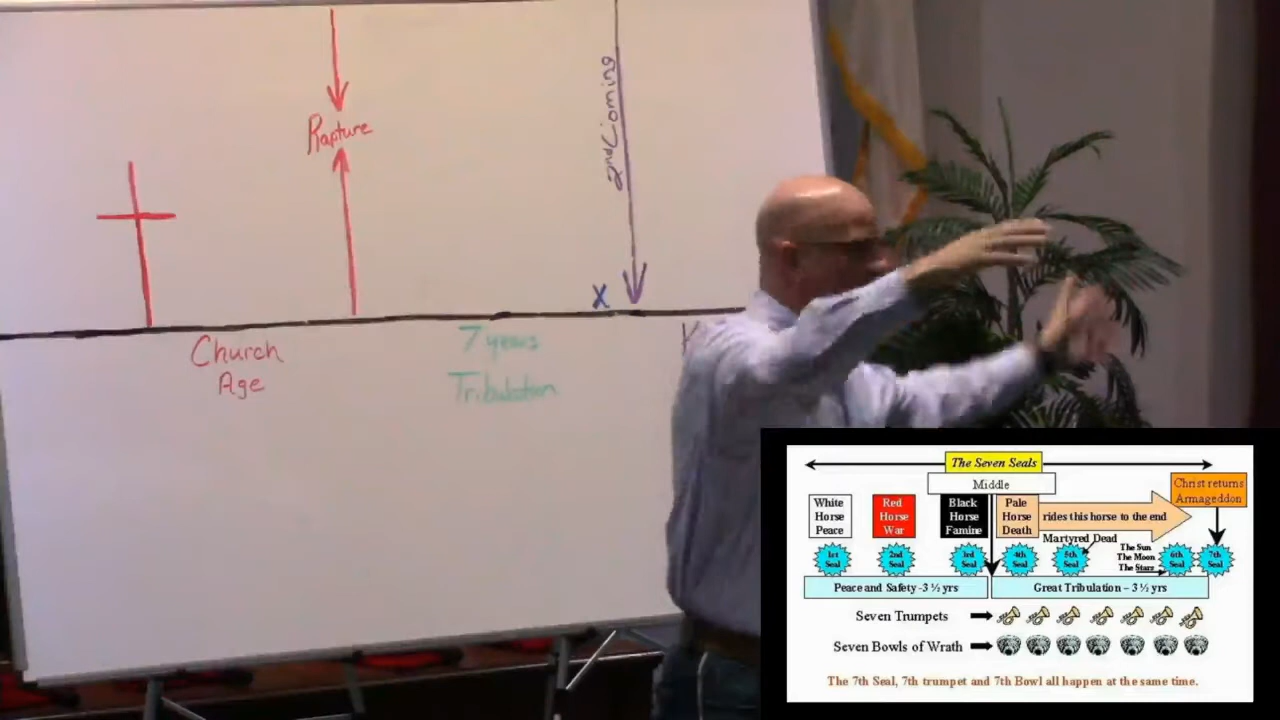 Rapture
2nd Coming
X
Church
Age
7 years
Tribulation
The Seven Seals
Middle
Christ returns
Armageddon
White
Horse
Peace
Red
Horse
War
Black
Horse
Famine
Pale
Horse
Death
rides this horse to the end
Martyred Dead
The Sun
The Moon
The Stars
1st
Seal
2nd
Seal
3rd
Seal
4th
Seal
5th
Seal
6th
Seal
7th
Seal
Peace and Safety -3 ½ yrs
Great Tribulation – 3 ½ yrs
Seven Trumpets
Seven Bowls of Wrath
The 7th Seal, 7th trumpet and 7th Bowl all happen at the same time.